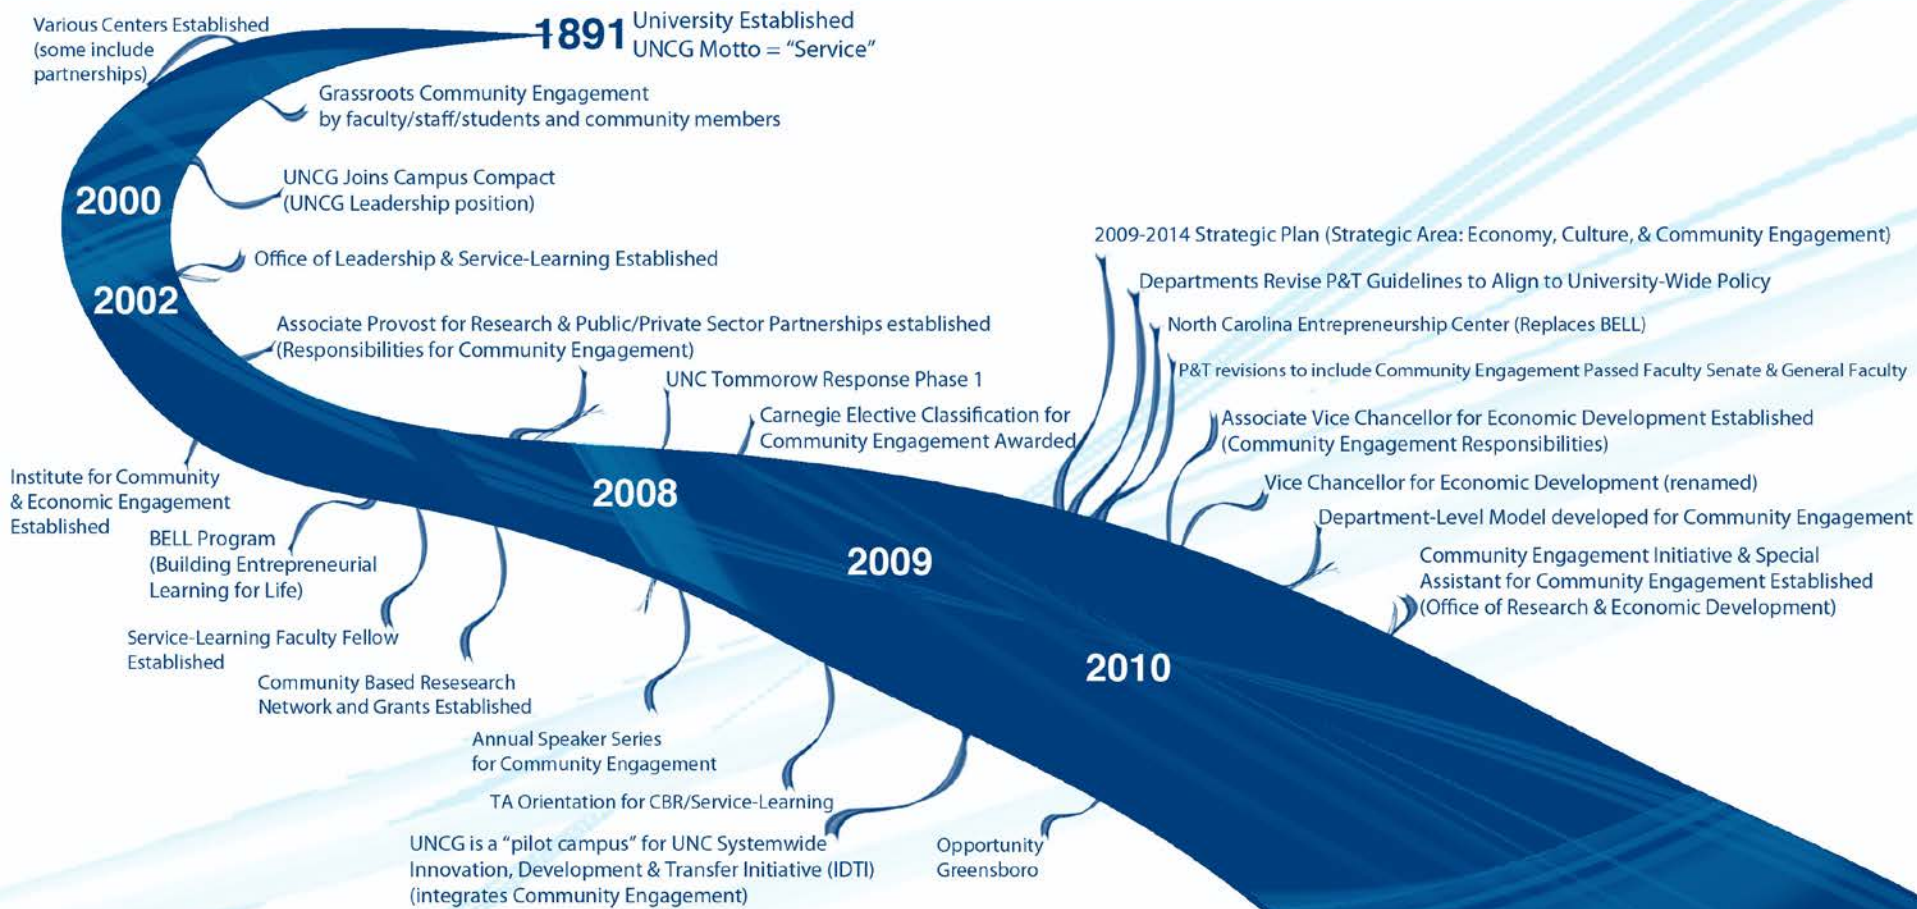 Various Centers Established
(some include
partnerships)
1891
University Established
UNCG Motto = “Service”
Grassroots Community Engagement
by faculty/staff/students and community members
UNCG Joins Campus Compact
(UNCG Leadership position)
2000
Office of Leadership & Service-Learning Established
2002
Associate Provost for Research & Public/Private Sector Partnerships established
(Responsibilities for Community Engagement)
UNC Tommorow Response Phase 1
Carnegie Elective Classification for
Community Engagement Awarded
2009-2014 Strategic Plan (Strategic Area: Economy, Culture, & Community Engagement)
Departments Revise P&T Guidelines to Align to University-Wide Policy
North Carolina Entrepreneurship Center (Replaces BELL)
P&T revisions to include Community Engagement Passed Faculty Senate & General Faculty
Associate Vice Chancellor for Economic Development Established
(Community Engagement Responsibilities)
Vice Chancellor for Economic Development (renamed)
Department-Level Model developed for Community Engagement
Community Engagement Initiative & Special
Assistant for Community Engagement Established
(Office of Research & Economic Development)
Institute for Community
& Economic Engagement
Established
BELL Program
(Building Entrepreneurial
Learning for Life)
Service-Learning Faculty Fellow
Established
Community Based Resesearch
Network and Grants Established
2008
2009
2010
Annual Speaker Series
for Community Engagement
TA Orientation for CBR/Service-Learning
UNCG is a “pilot campus” for UNC Systemwide
Innovation, Development & Transfer Initiative (IDTI)
(integrates Community Engagement)
Opportunity
Greensboro